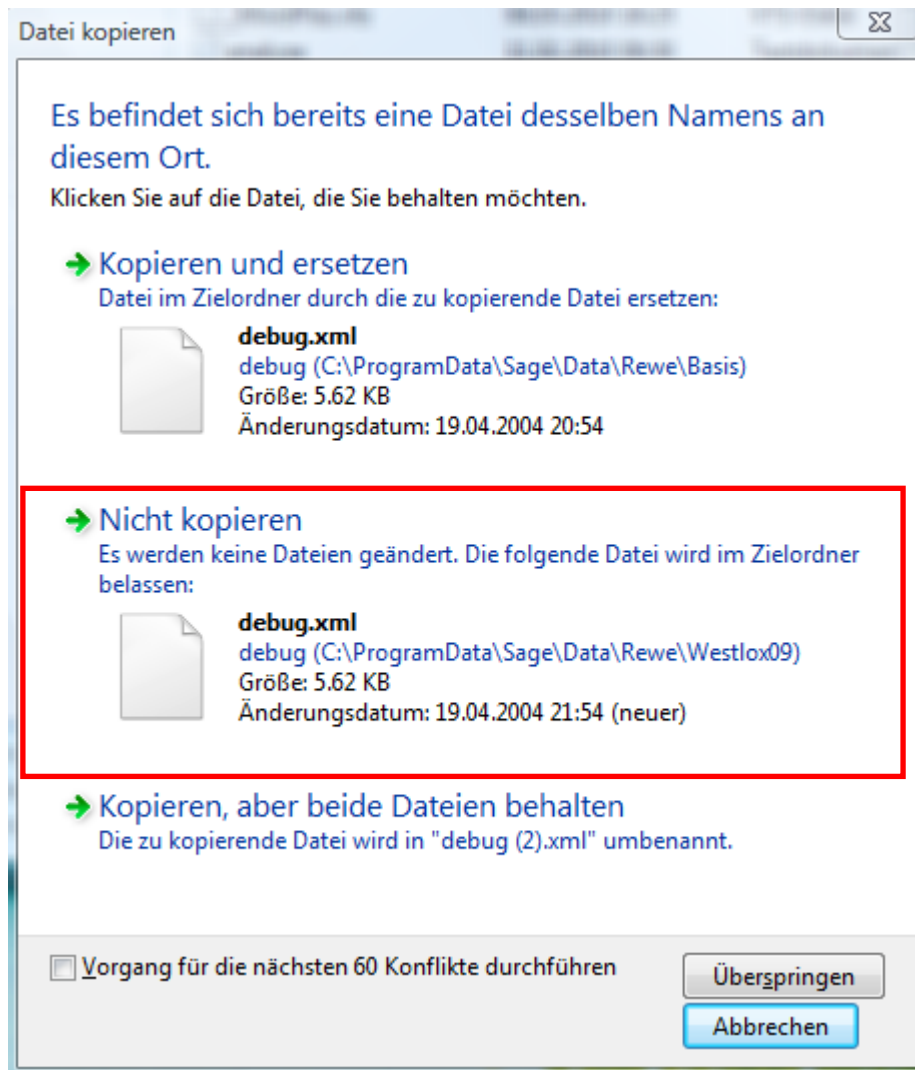 Datei kopieren
Es befindet sich bereits eine Datei desselben Namens an
diesem Ort.
Klicken Sie auf die Datei, die Sie behalten möchten.
Kopieren und ersetzen
Datei im Zielordner durch die zu kopierende Datei ersetzen:
debug.xml
debug (C:\ProgramData\Sage\Data\Rewe\Basis)
Größe: 5.62 KB
Änderungsdatum: 19.04.2004 20:54
Nicht kopieren
Es werden keine Dateien geändert. Die folgende Datei wird im Zielordner
belassen:
debug.xml
debug (C:\ProgramData\Sage\Data\Rewe\Westlox09)
Größe: 5.62 KB
Änderungsdatum: 19.04.2004 21:54 (neuer)
Kopieren, aber beide Dateien behalten
Die zu kopierende Datei wird in "debug (2).xml" umbenannt.
Vorgang für die nächsten 60 Konflikte durchführen
Überspringen
Abbrechen